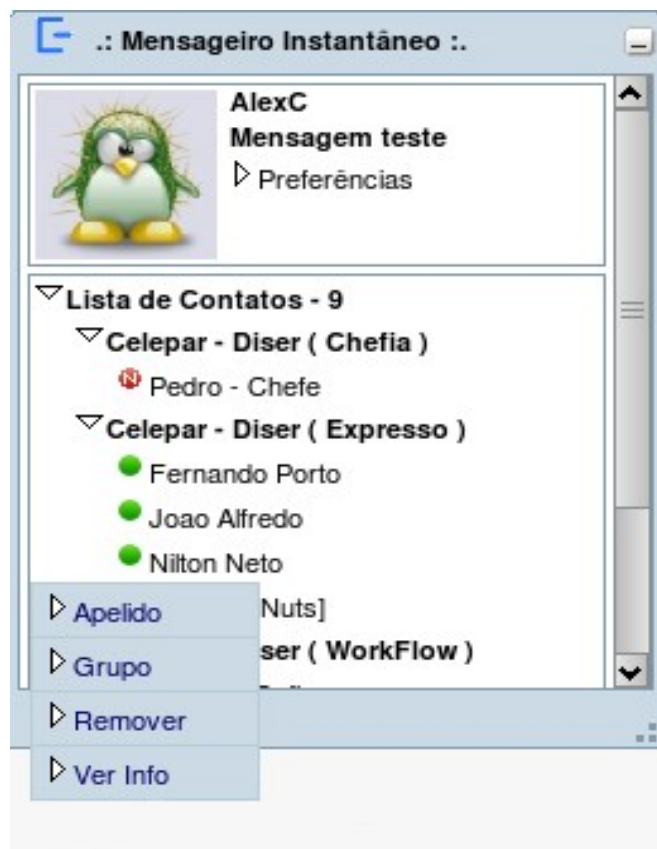 .: Mensageiro Instantâneo :.
AlexC
Mensagem teste
Preferências
Lista de Contatos - 9
Celepar - Diser ( Chefia )
Pedro - Chefe
Celepar - Diser ( Expresso )
Fernando Porto
Joao Alfredo
Nilton Neto
Nuts]
ser ( WorkFlow )
Apelido
Grupo
Remover
Ver Info